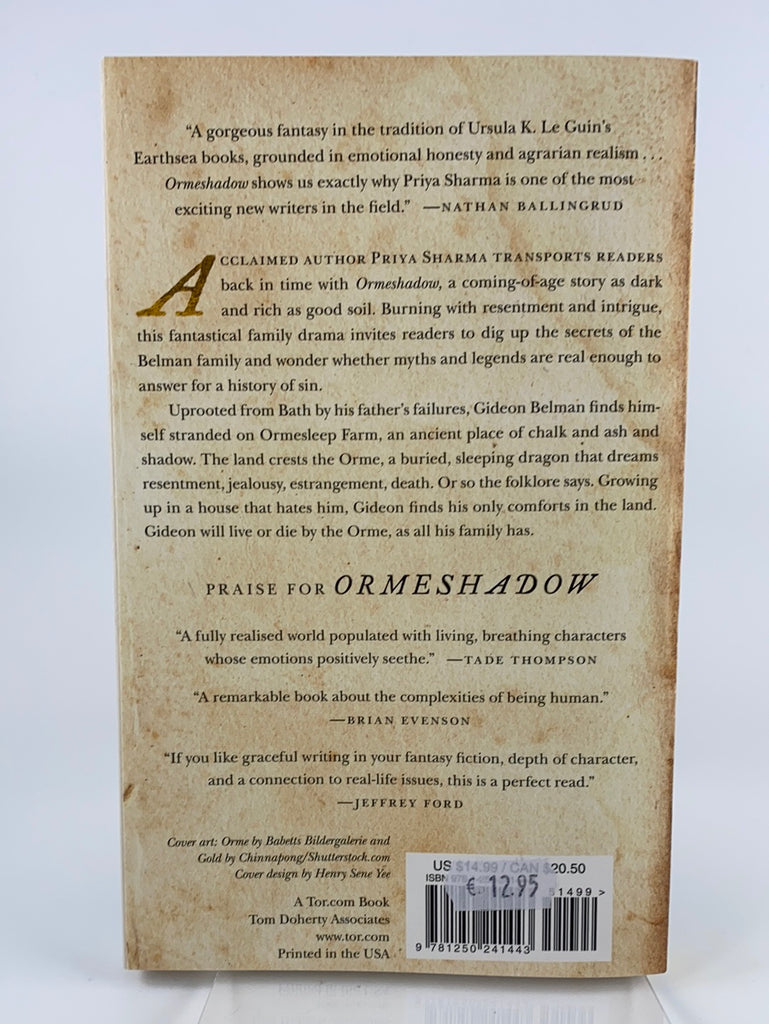 “A gorgeous fantasy in the tradition of Ursula K. Le Guin’s
Earthsea books, grounded in emotional honesty and agrarian realism . . .
Ormeshadow shows us exactly why Priya Sharma is one of the most
exciting new writers in the field.” —NATHAN BALLINGRUD
ACCLAIMED AUTHOR PRIYA SHARMA TRANSPORTS READERS
back in time with Ormeshadow, a coming-of-age story as dark
and rich as good soil. Burning with resentment and intrigue,
this fantastical family drama invites readers to dig up the secrets of the
Belman family and wonder whether myths and legends are real enough to
answer for a history of sin.
Uprooted from Bath by his father’s failures, Gideon Belman finds him-
self stranded on Ormesleep Farm, an ancient place of chalk and ash and
shadow. The land crests the Orme, a buried, sleeping dragon that dreams
resentment, jealousy, estrangement, death. Or so the folklore says. Growing
up in a house that hates him, Gideon finds his only comforts in the land.
Gideon will live or die by the Orme, as all his family has.
PRAISE FOR ORMESHADOW
“A fully realised world populated with living, breathing characters
whose emotions positively seethe.” —TADE THOMPSON
“A remarkable book about the complexities of being human.”
—BRIAN EVENSON
“If you like graceful writing in your fantasy fiction, depth of character,
and a connection to real-life issues, this is a perfect read.”
—JEFFREY FORD
Cover art: Orme by Babetts Bildergalerie and
Gold by Chinnapong/Shutterstock.com
Cover design by Henry Sene Yee
A Tor.com Book
Tom Doherty Associates
www.tor.com
Printed in the USA
US $14.99 / CAN $20.50
ISBN 978
€ 12.95
51499 >
9 781250 241443